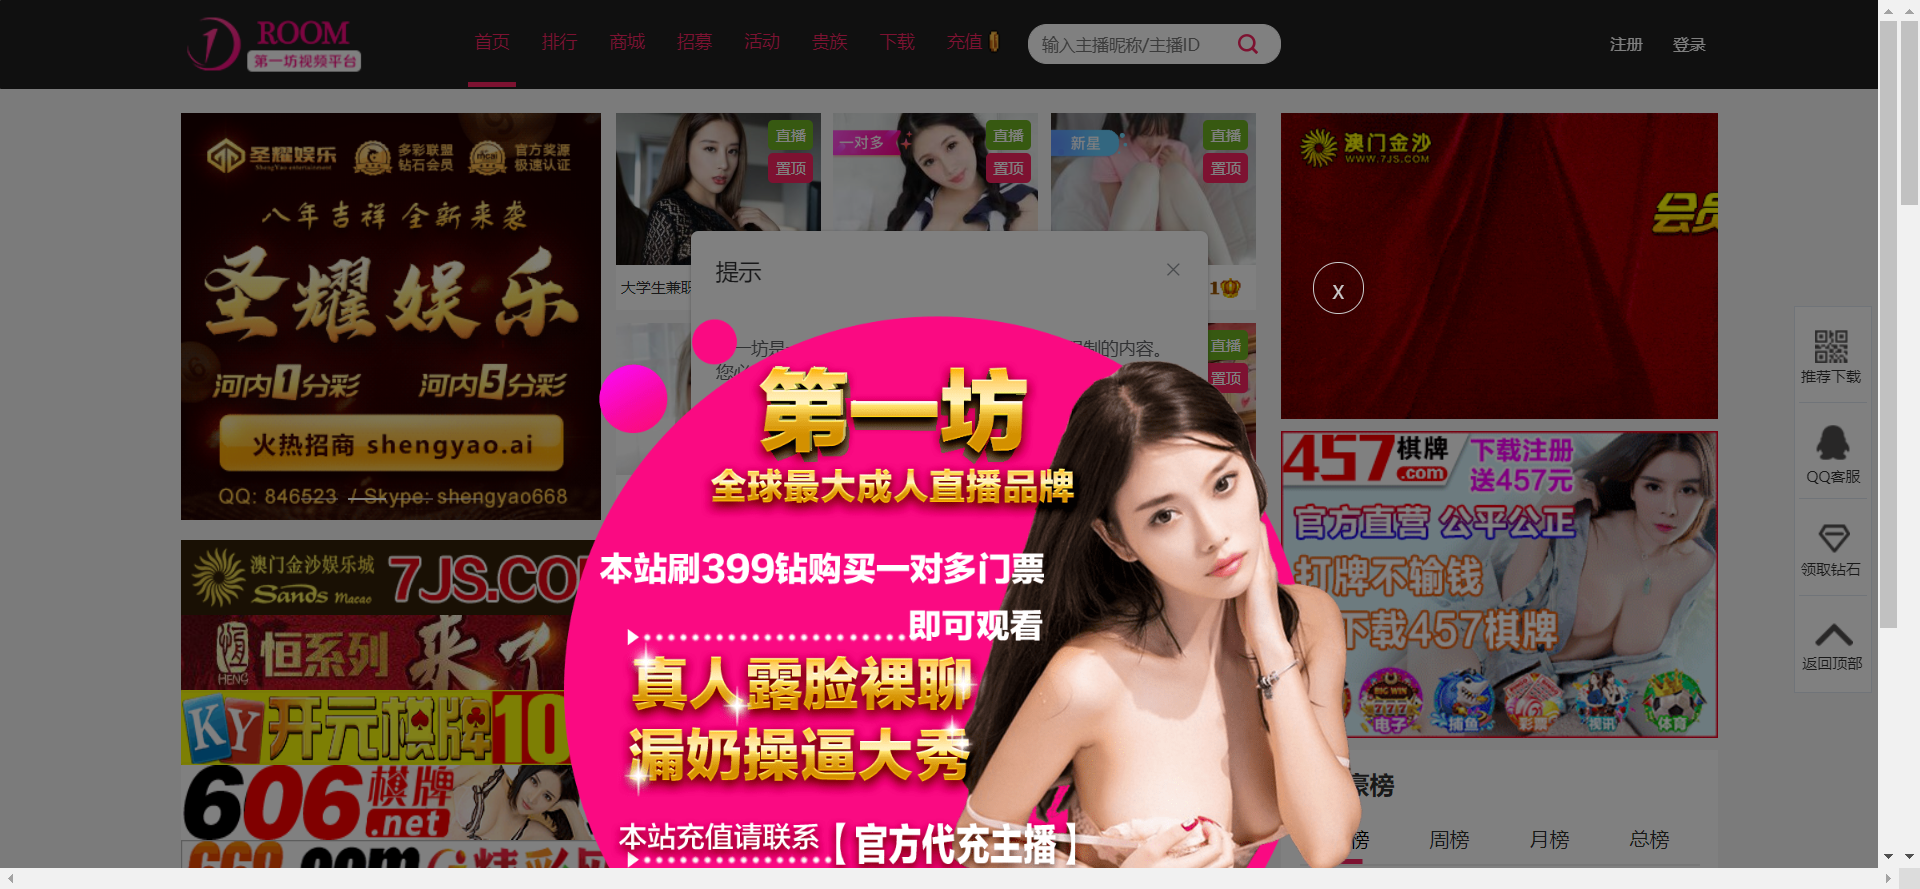 ROOM
第一坊视频平台
首页 排行 商城 招募 活动 贵族 下载 充值
输入主播昵称/主播ID
注册 登录
圣耀娱乐
ShengYao entertainment
多彩联盟
钻石会员
官方奖源
极速认证
八年吉祥 全新来袭
圣耀娱乐
河内1分彩 河内5分彩
火热招商 shengyao.ai
QQ: 846523 / Skype: shengyao668
直播
置顶
大学生兼职
一对多
直播
置顶
新星
直播
置顶
1
提示
一坊是
限制的内容。
直播
置顶
第一坊
全球最大成人直播品牌
本站刷399钻购买一对多门票
即可观看
真人露脸裸聊
漏奶操逼大秀
本站充值请联系【官方代充主播】
澳门金沙
WWW.7JS.COM
会员
X
457棋牌
.com
下载注册
送457元
官方直营 公平公正
打牌不输钱
下载457棋牌
BIG WIN
777
电子 捕鱼 彩票 视讯 体育
推荐下载
QQ客服
领取钻石
返回顶部
澳门金沙娱乐城
Sands Macao
7JS.CO
恒
HENG
恒系列 来了
KY 开元棋牌10
606棋牌
.net
豪榜
榜 周榜 月榜 总榜